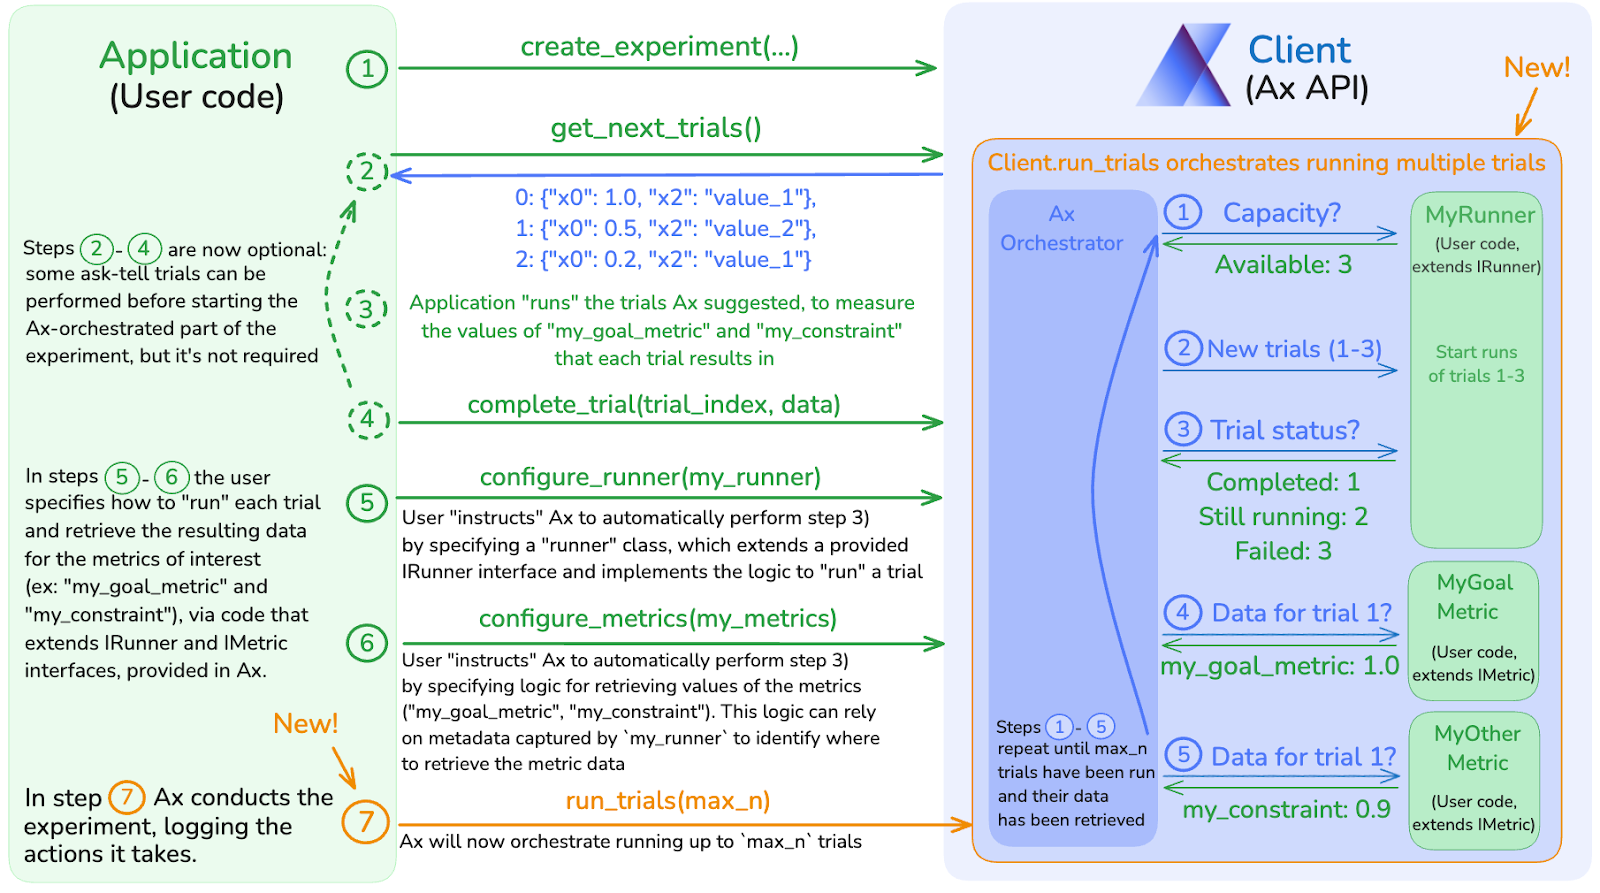 Application
(User code)
1
create_experiment(...)
get_next_trials()
2
0: {"x0": 1.0, "x2": "value_1"},
1: {"x0": 0.5, "x2": "value_2"},
2: {"x0": 0.2, "x2": "value_1"}
Steps 2 - 4 are now optional:
some ask-tell trials can be
performed before starting the
Ax-orchestrated part of the
experiment, but it's not required
3
Application "runs" the trials Ax suggested, to measure
the values of "my_goal_metric" and "my_constraint"
that each trial results in
4
complete_trial(trial_index, data)
In steps 5 - 6 the user
specifies how to "run" each trial
and retrieve the resulting data
for the metrics of interest
(ex: "my_goal_metric" and
"my_constraint"), via code that
extends IRunner and IMetric
interfaces, provided in Ax.
5
configure_runner(my_runner)
User "instructs" Ax to automatically perform step 3)
by specifying a "runner" class, which extends a provided
IRunner interface and implements the logic to "run" a trial
6
configure_metrics(my_metrics)
User "instructs" Ax to automatically perform step 3)
by specifying logic for retrieving values of the metrics
("my_goal_metric", "my_constraint"). This logic can rely
on metadata captured by `my_runner` to identify where
to retrieve the metric data
New!
In step 7 Ax conducts the
experiment, logging the
actions it takes.
7
run_trials(max_n)
Ax will now orchestrate running up to `max_n` trials
Client
(Ax API)
New!
Client.run_trials orchestrates running multiple trials
Ax
Orchestrator
1 Capacity?
Available: 3
MyRunner
(User code,
extends IRunner)
2 New trials (1-3)
Start runs
of trials 1-3
3 Trial status?
Completed: 1
Still running: 2
Failed: 3
4 Data for trial 1?
my_goal_metric: 1.0
MyGoal
Metric
(User code,
extends IMetric)
Steps 1 - 5
repeat until max_n
trials have been run
and their data
has been retrieved
5 Data for trial 1?
my_constraint: 0.9
MyOther
Metric
(User code,
extends IMetric)